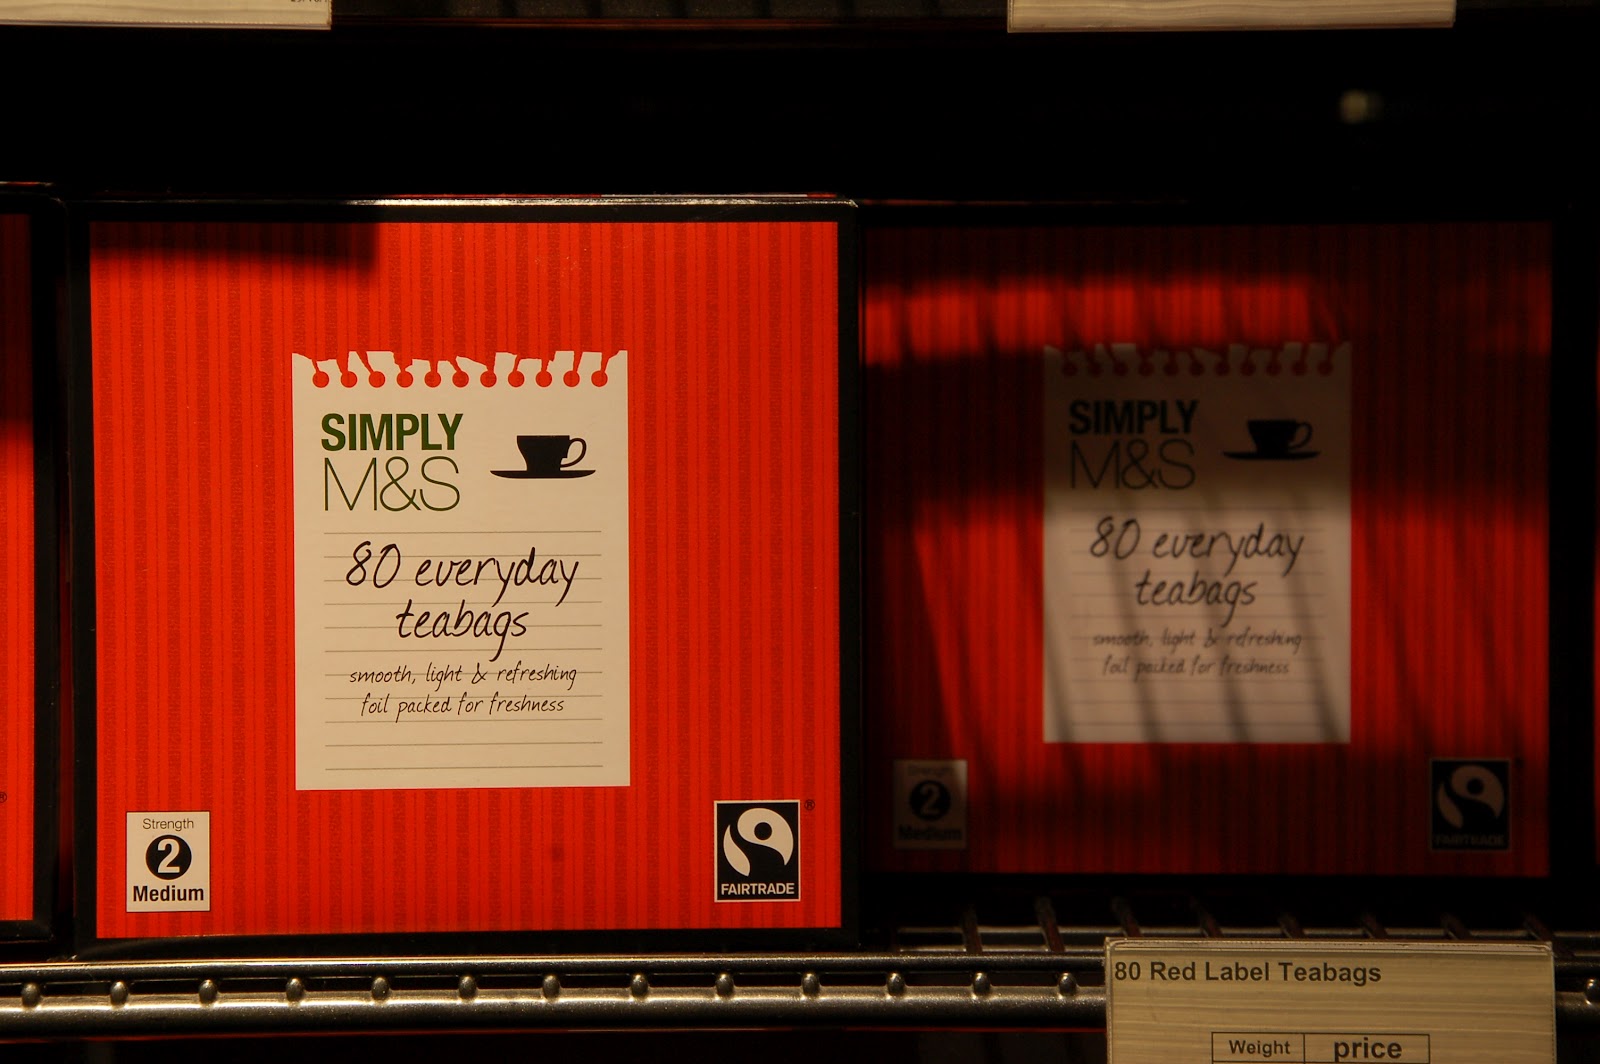 SIMPLY
M&S
80 everyday
teabags
smooth, light & refreshing
foil packed for freshness
Strength
2
Medium
FAIRTRADE
®
SIMPLY
M&S
80 everyday
teabags
smooth, light & refreshing
foil packed for freshness
Strength
2
Medium
FAIRTRADE
80 Red Label Teabags
Weight price